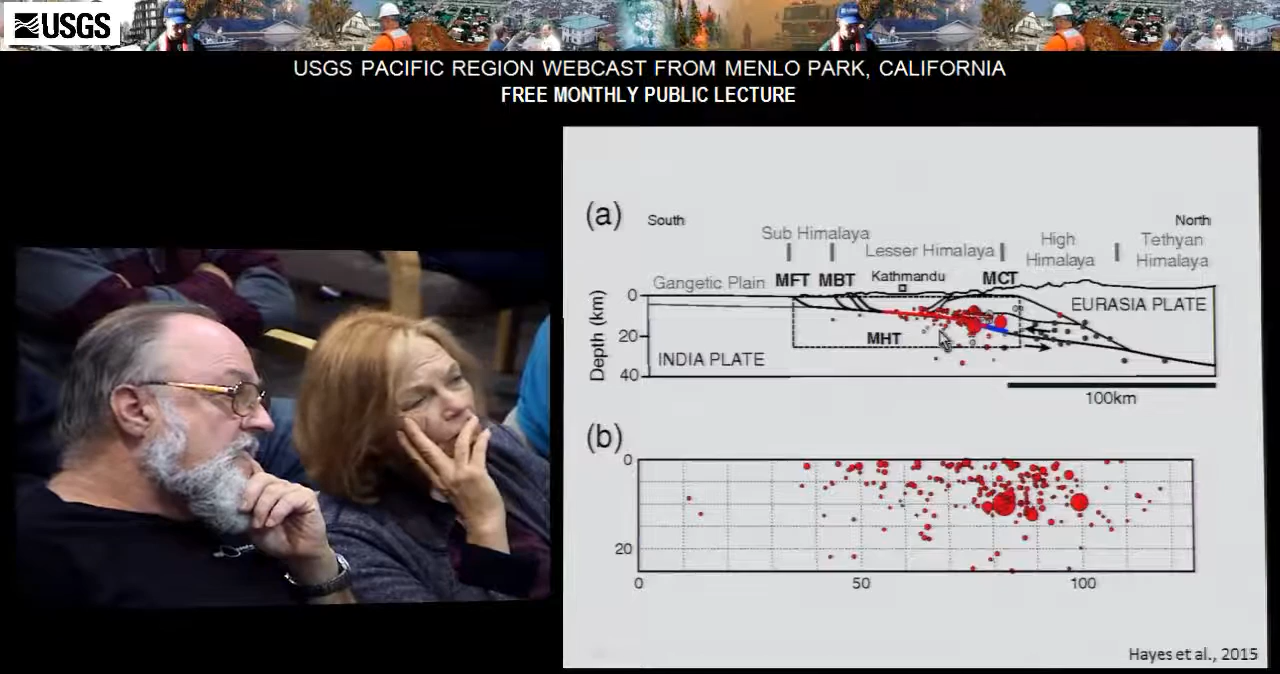 USGS
USGS PACIFIC REGION WEBCAST FROM MENLO PARK, CALIFORNIA
FREE MONTHLY PUBLIC LECTURE
(a)
South
North
Sub Himalaya
Lesser Himalaya
High
Himalaya
Tethyan
Himalaya
Gangetic Plain
MFT
MBT
Kathmandu
MCT
EURASIA PLATE
Depth (km)
0
20
40
MHT
INDIA PLATE
100km
(b)
0
20
0
50
100
Hayes et al., 2015